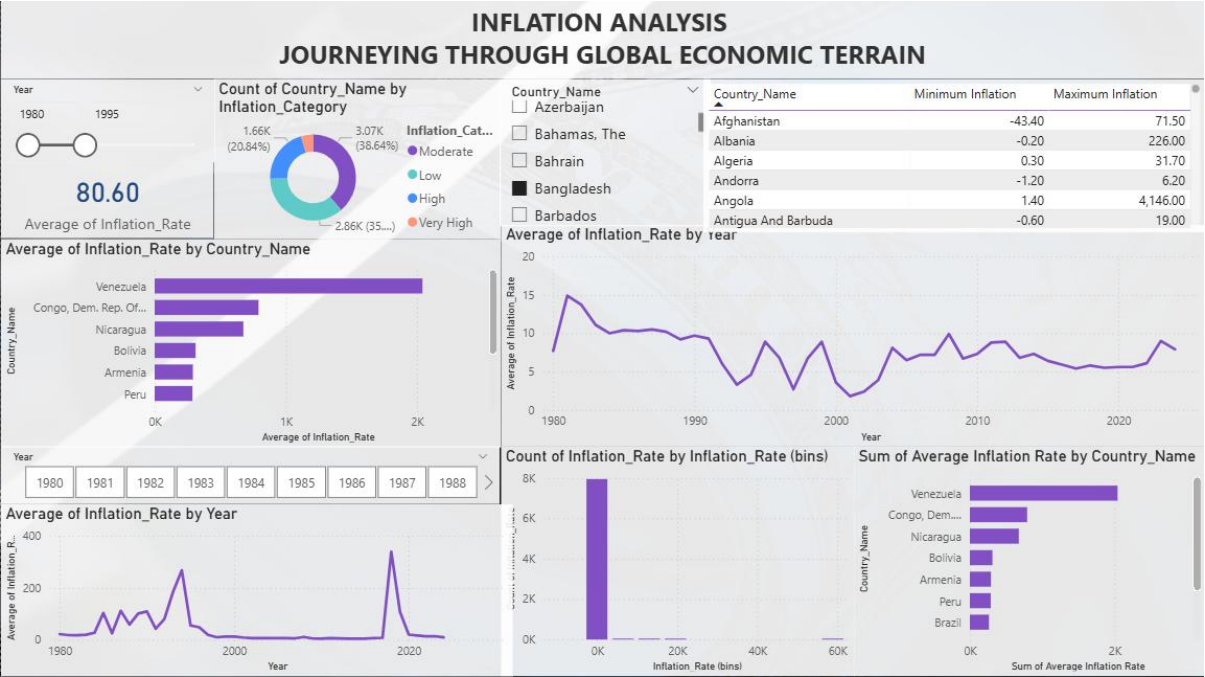 INFLATION ANALYSIS
JOURNEYING THROUGH GLOBAL ECONOMIC TERRAIN
Year
1980 1995
80.60
Average of Inflation_Rate
Count of Country_Name by
Inflation_Category
1.66K
(20.84%)
3.07K
(38.64%)
2.86K (35....)
Inflation_Cat...
Moderate
Low
High
Very High
Country_Name
Azerbaijan
Bahamas, The
Bahrain
Bangladesh
Barbados
Country_Name Minimum Inflation Maximum Inflation
Afghanistan -43.40 71.50
Albania -0.20 226.00
Algeria 0.30 31.70
Andorra -1.20 6.20
Angola 1.40 4,146.00
Antigua And Barbuda -0.60 19.00
Average of Inflation_Rate by Country_Name
Country_Name
Venezuela
Congo, Dem. Rep. Of...
Nicaragua
Bolivia
Armenia
Peru
0K 1K 2K
Average of Inflation_Rate
Average of Inflation_Rate by Year
Average of Inflation_Rate
20
15
10
5
0
1980 1990 2000 2010 2020
Year
Year
1980 1981 1982 1983 1984 1985 1986 1987 1988
Average of Inflation_Rate by Year
Average of Inflation_R...
400
200
0
1980 2000 2020
Year
Count of Inflation_Rate by Inflation_Rate (bins)
8K
6K
4K
2K
0K
0K 20K 40K 60K
Inflation_Rate (bins)
Sum of Average Inflation Rate by Country_Name
Country_Name
Venezuela
Congo, Dem....
Nicaragua
Bolivia
Armenia
Peru
Brazil
0K 2K
Sum of Average Inflation Rate